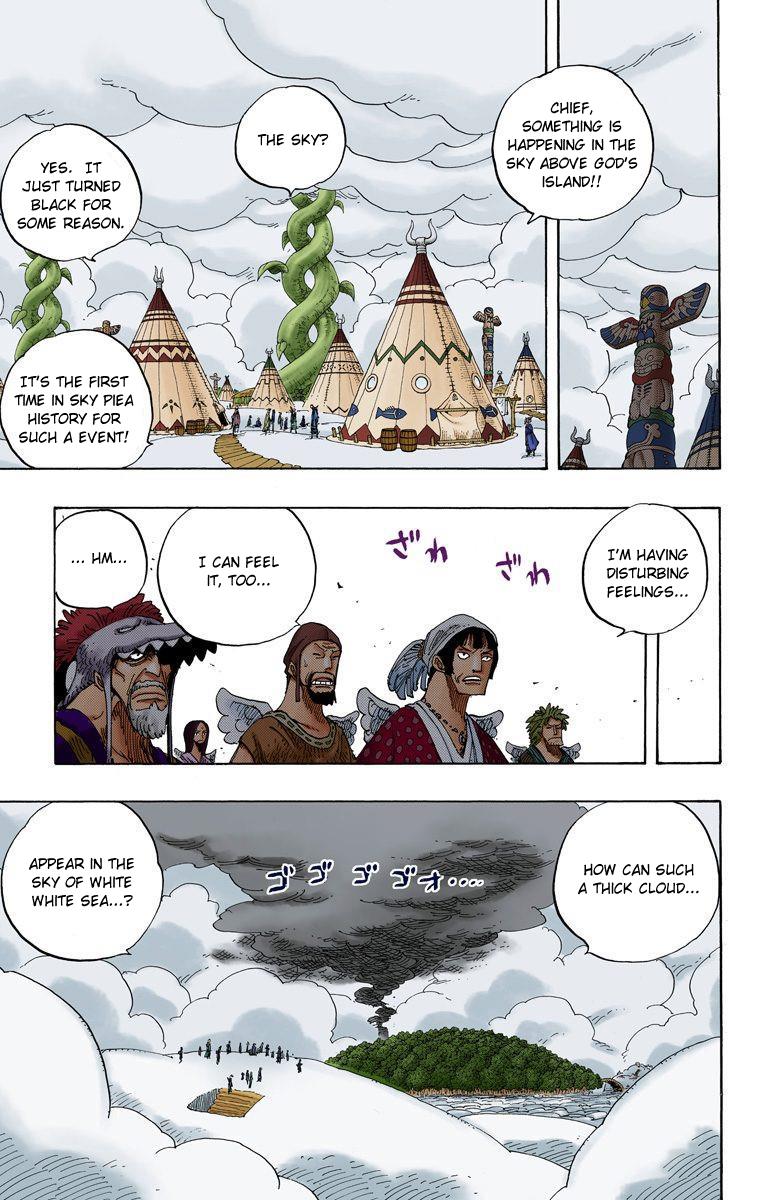 CHIEF,
SOMETHING IS
HAPPENING IN THE
SKY ABOVE GOD'S
ISLAND!!
THE SKY?
YES. IT
JUST TURNED
BLACK FOR
SOME REASON.
IT'S THE FIRST
TIME IN SKY PIEA
HISTORY FOR
SUCH A EVENT!
I'M HAVING
DISTURBING
FEELINGS...
ざわ
ざわ
I CAN FEEL
IT, TOO...
... HM...
HOW CAN SUCH
A THICK CLOUD...
ゴゴゴゴォ....
APPEAR IN THE
SKY OF WHITE
WHITE SEA...?